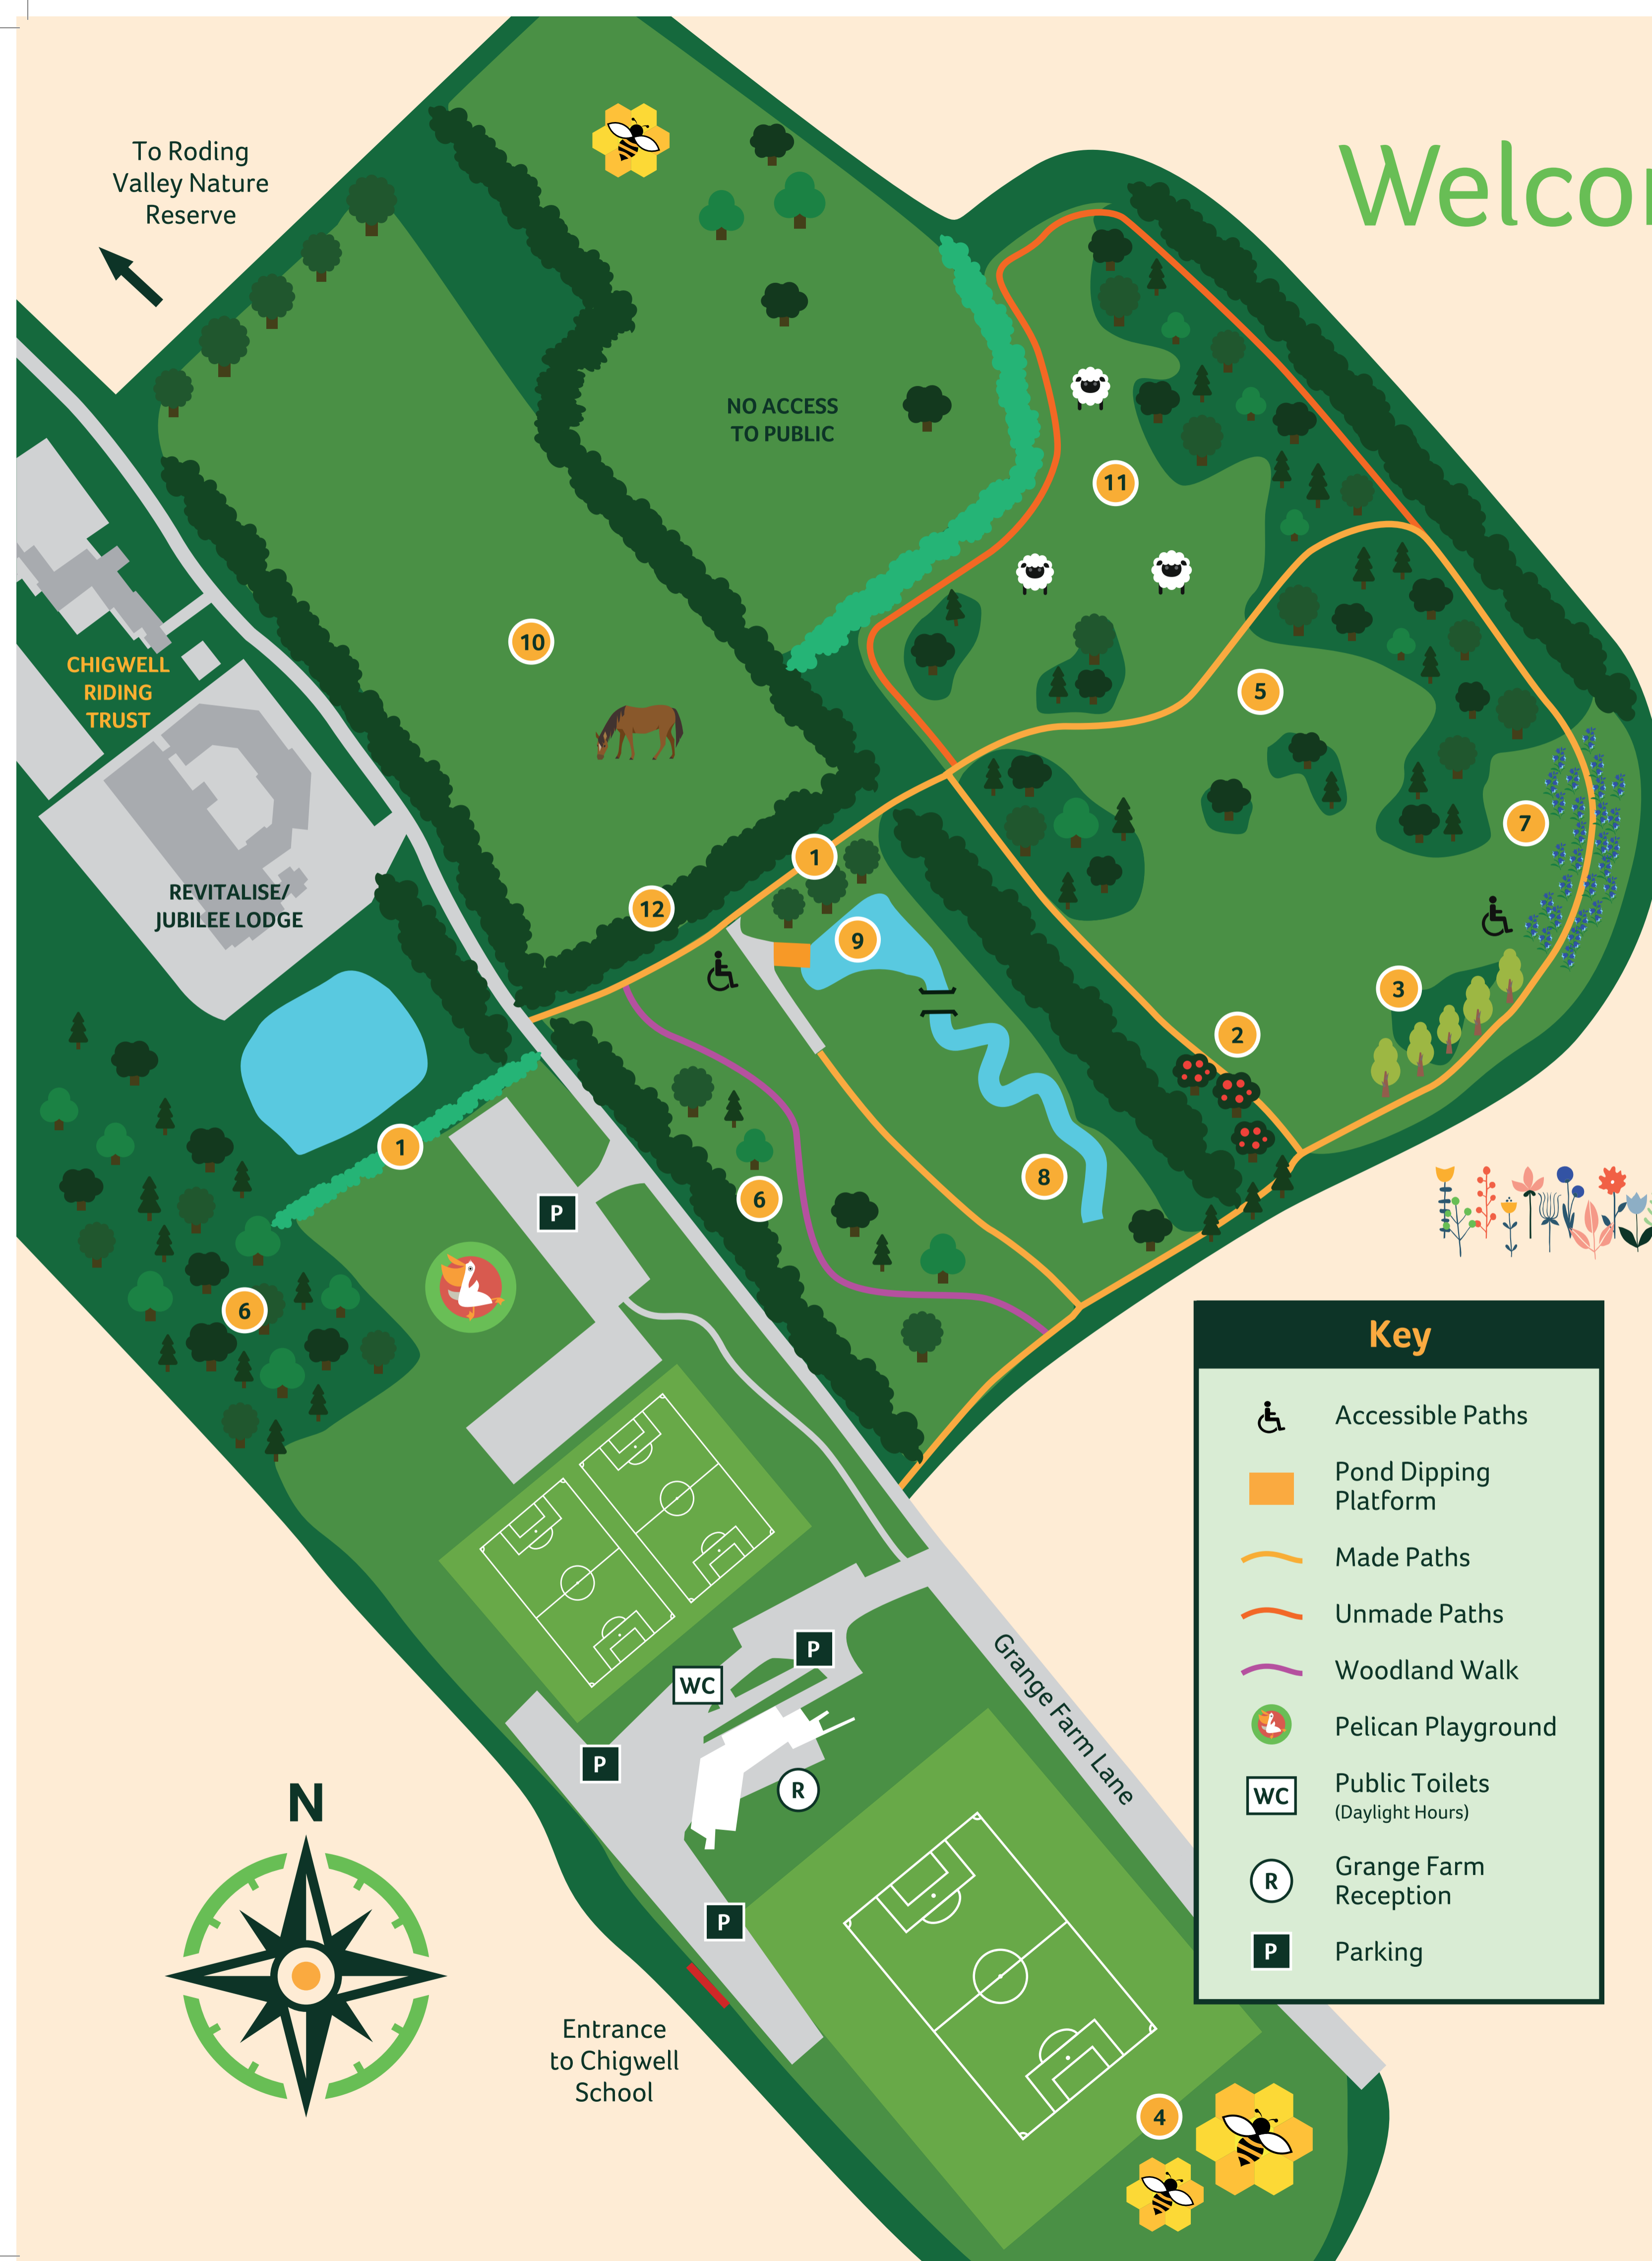 To Roding
Valley Nature
Reserve
Welco
NO ACCESS
TO PUBLIC
11
10
CHIGWELL
RIDING
TRUST
5
7
1
12
9
REVITALISE/
JUBILEE LODGE
3
2
1
8
6
P
6
Key
Accessible Paths
Pond Dipping
Platform
Made Paths
Unmade Paths
Woodland Walk
Pelican Playground
WC
Public Toilets
(Daylight Hours)
R
Grange Farm
Reception
P
Parking
P
WC
Grange Farm Lane
P
R
N
P
Entrance
to Chigwell
School
4